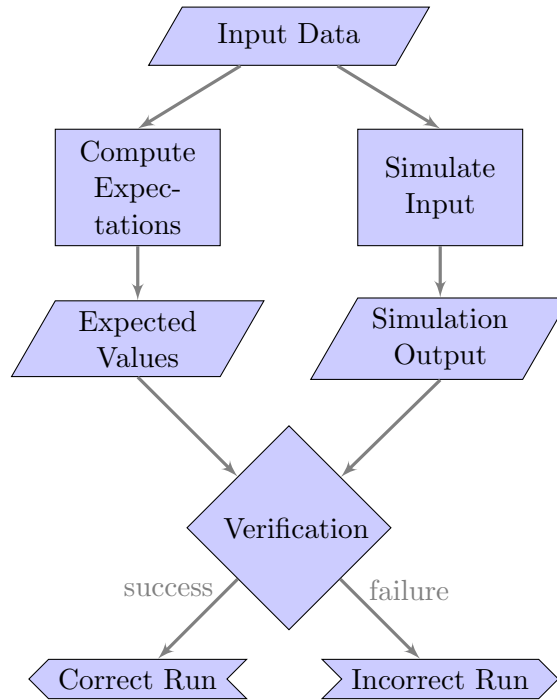 Input Data
Compute
Expec-
tations
Simulate
Input
Expected
Values
Simulation
Output
Verification
success
failure
Correct Run
Incorrect Run